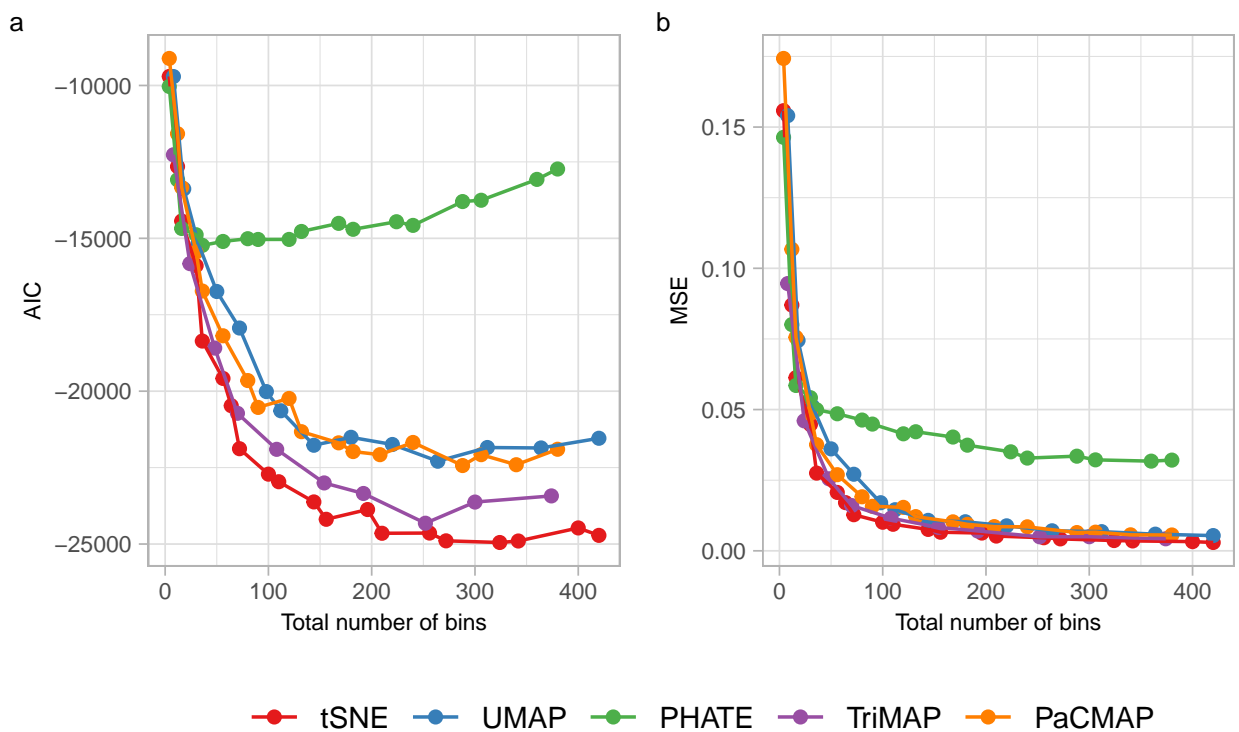 a
AIC
−10000
−15000
−20000
−25000
0 100 200 300 400
Total number of bins
b
MSE
0.15
0.10
0.05
0.00
0 100 200 300 400
Total number of bins
tSNE UMAP PHATE TriMAP PaCMAP